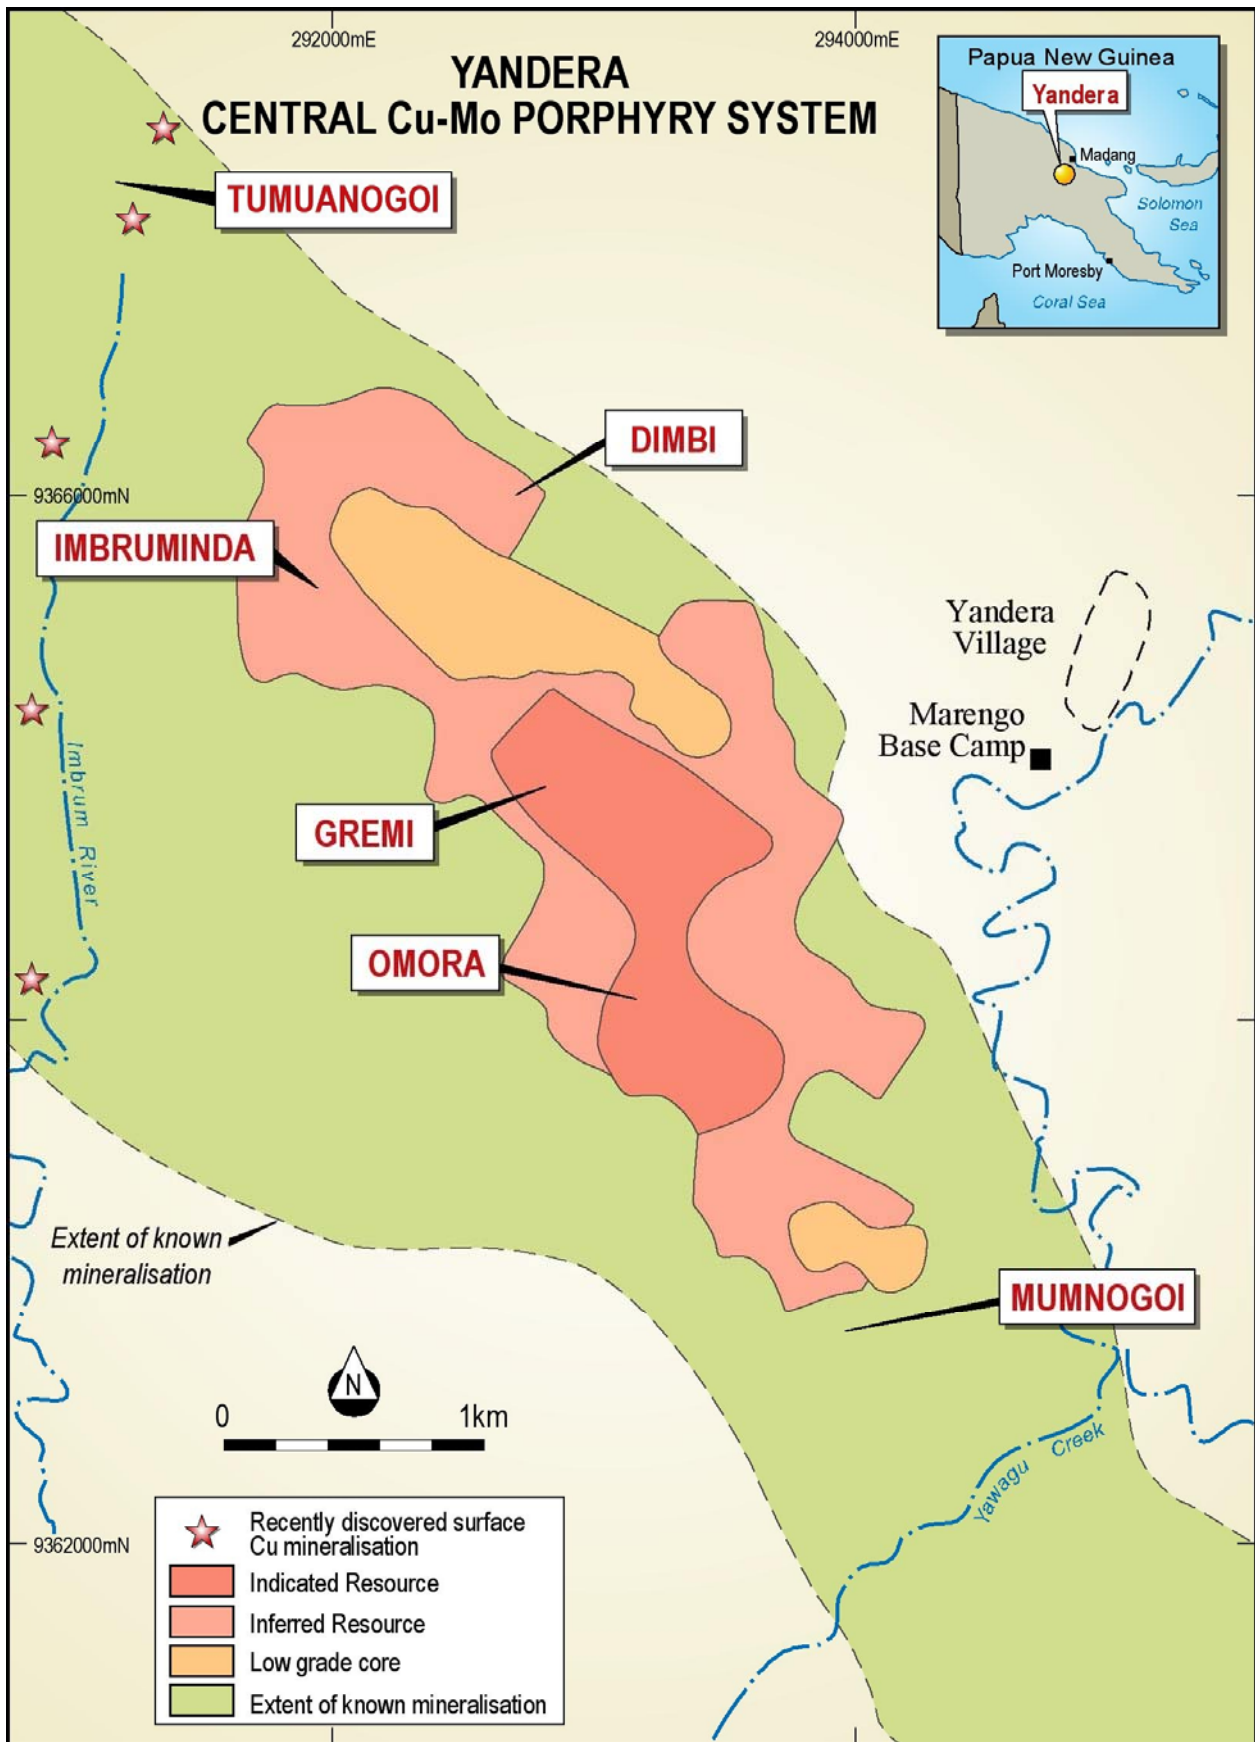 292000mE
294000mE
YANDERA
CENTRAL Cu-Mo PORPHYRY SYSTEM
Papua New Guinea
Yandera
Madang
Solomon
Sea
Port Moresby
Coral Sea
TUMUANOGOI
DIMBI
9366000mN
IMBRUMINDA
Yandera
Village
Marengo
Base Camp
Imbrum River
GREMI
OMORA
Extent of known
mineralisation
MUMNOGOI
N
0 1km
Yawagu Creek
9362000mN
Recently discovered surface
Cu mineralisation
Indicated Resource
Inferred Resource
Low grade core
Extent of known mineralisation